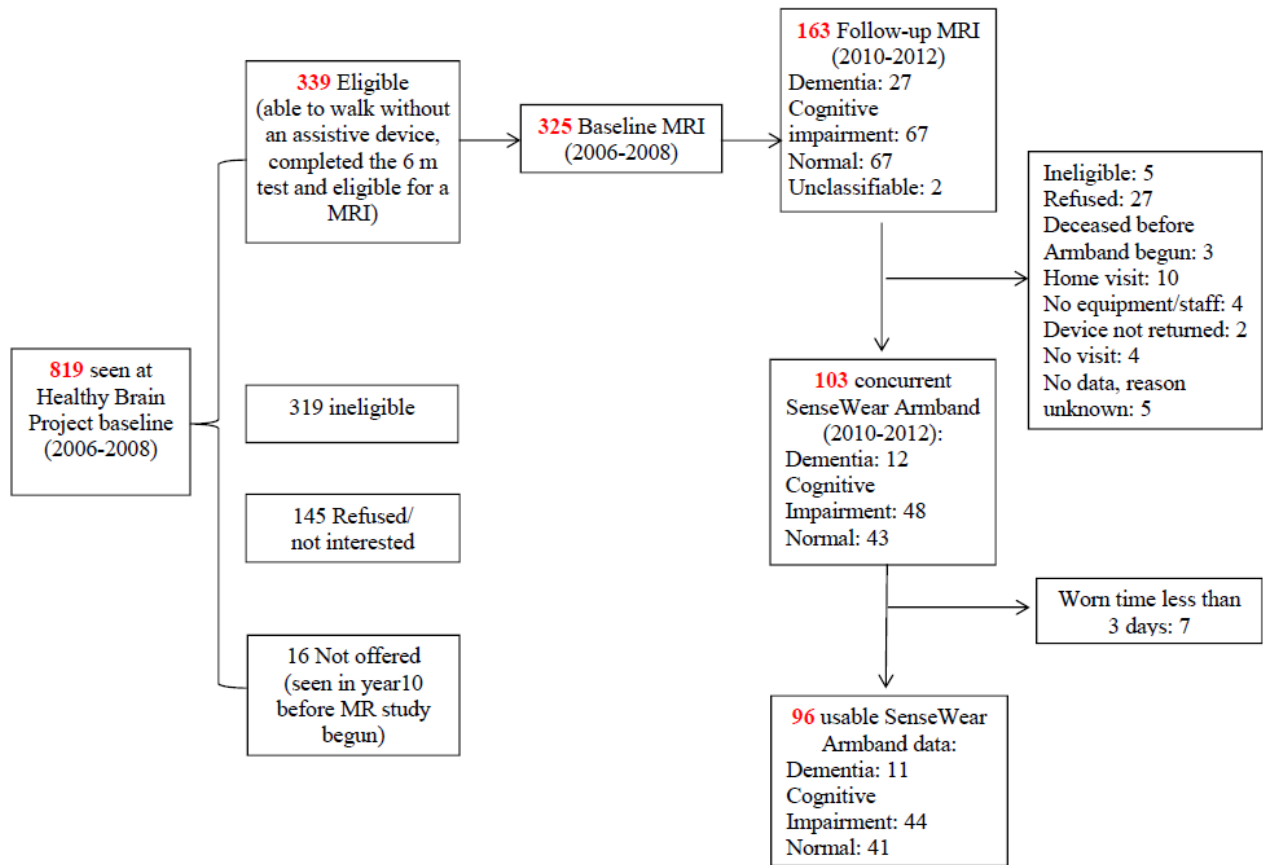 819 seen at
Healthy Brain
Project baseline
(2006-2008)
339 Eligible
(able to walk without
an assistive device,
completed the 6 m
test and eligible for a
MRI)
319 ineligible
145 Refused/
not interested
16 Not offered
(seen in year10
before MR study
begun)
325 Baseline MRI
(2006-2008)
163 Follow-up MRI
(2010-2012)
Dementia: 27
Cognitive
impairment: 67
Normal: 67
Unclassifiable: 2
Ineligible: 5
Refused: 27
Deceased before
Armband begun: 3
Home visit: 10
No equipment/staff: 4
Device not returned: 2
No visit: 4
No data, reason
unknown: 5
103 concurrent
SenseWear Armband
(2010-2012):
Dementia: 12
Cognitive
Impairment: 48
Normal: 43
Worn time less than
3 days: 7
96 usable SenseWear
Armband data:
Dementia: 11
Cognitive
Impairment: 44
Normal: 41